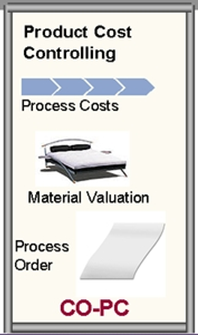 Product Cost
Controlling
Process Costs
Material Valuation
Process
Order
CO-PC